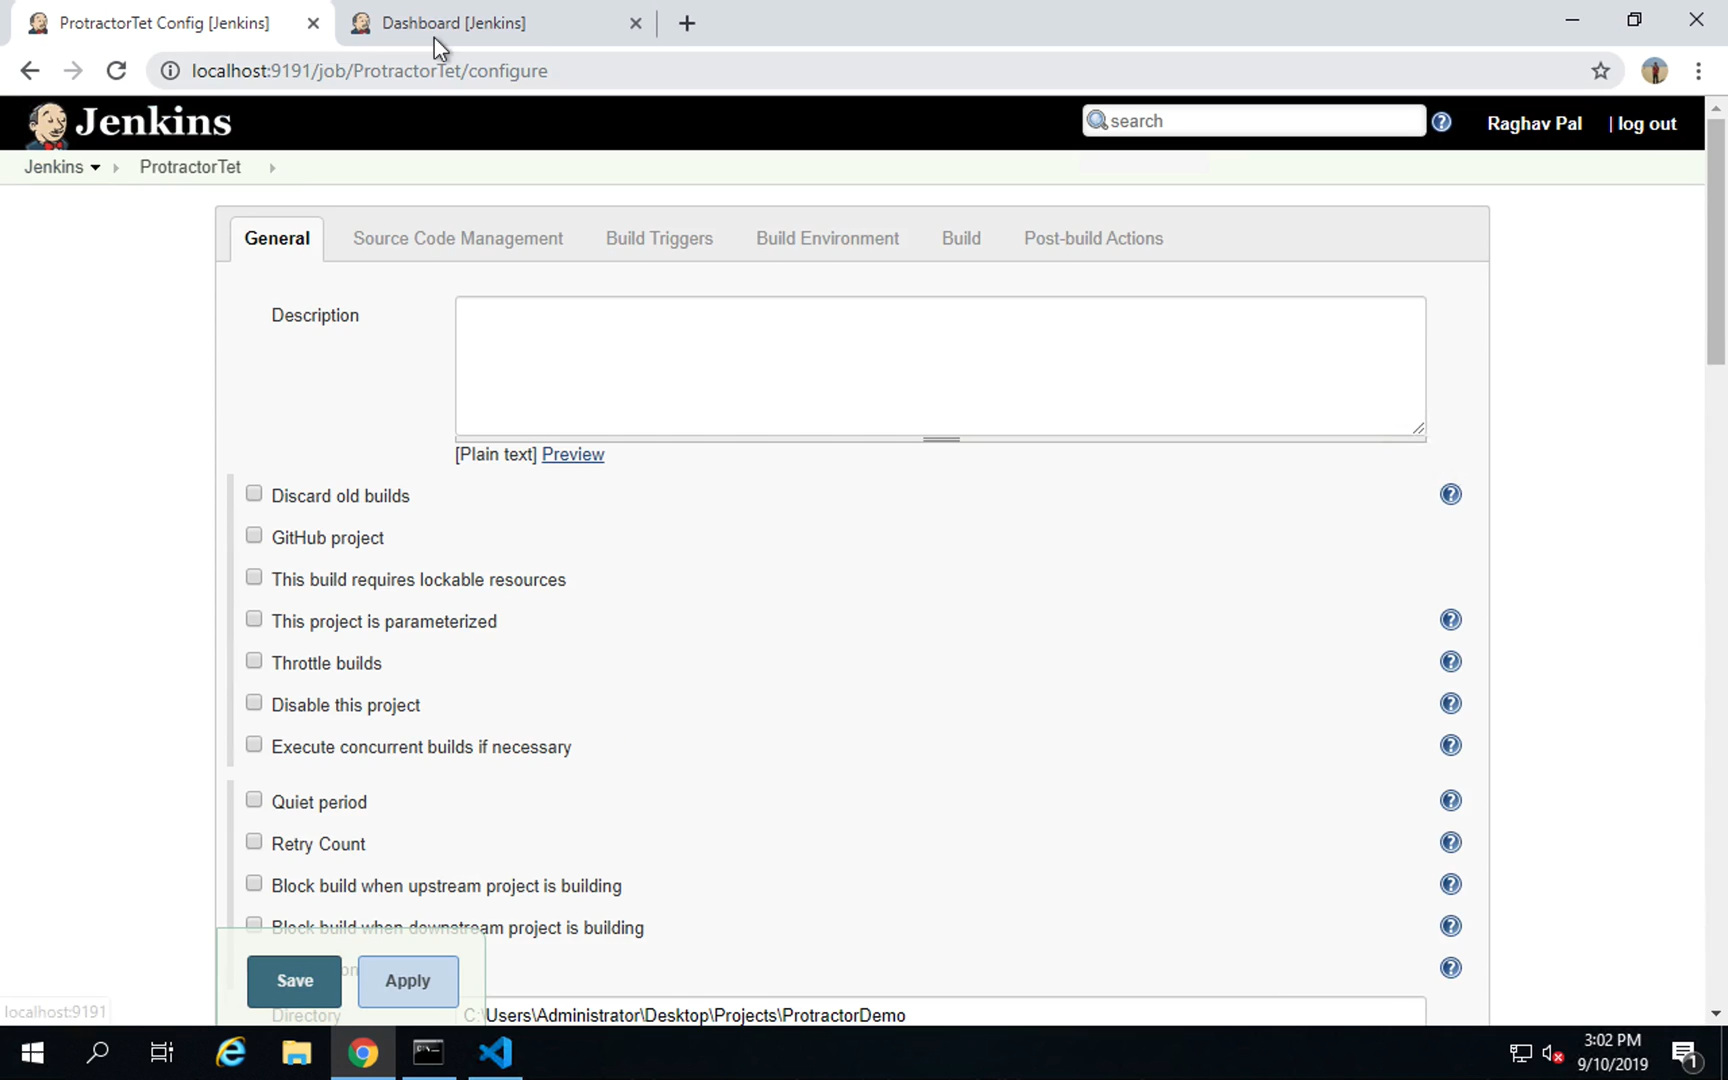 ProtractorTet Config [Jenkins]
Dashboard [Jenkins]
localhost:9191/job/ProtractorTet/configure
Jenkins
search
Raghav Pal
| log out
Jenkins
ProtractorTet
General
Source Code Management
Build Triggers
Build Environment
Build
Post-build Actions
Description
[Plain text] Preview
Discard old builds
GitHub project
This build requires lockable resources
This project is parameterized
Throttle builds
Disable this project
Execute concurrent builds if necessary
Quiet period
Retry Count
Block build when upstream project is building
Block build when downstream project is building
Save
Apply
Directory
C:\Users\Administrator\Desktop\Projects\ProtractorDemo
localhost:9191
3:02 PM
9/10/2019
1